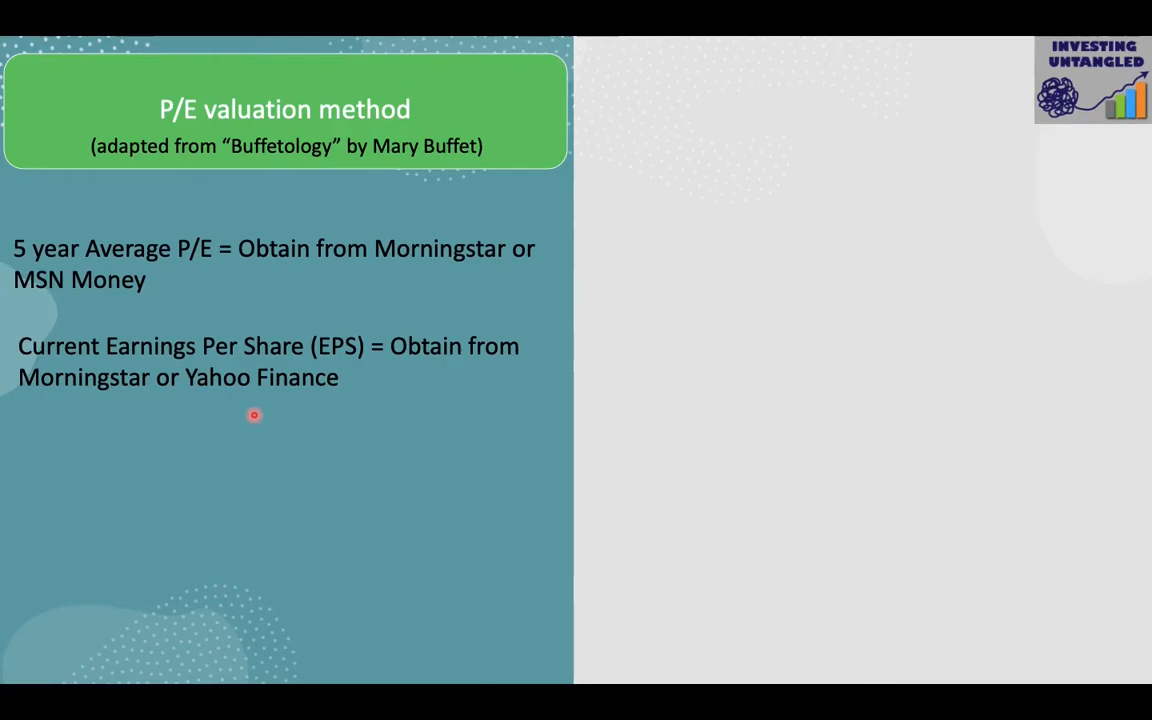 INVESTING
UNTANGLED
P/E valuation method
(adapted from “Buffetology” by Mary Buffet)
5 year Average P/E = Obtain from Morningstar or
MSN Money
Current Earnings Per Share (EPS) = Obtain from
Morningstar or Yahoo Finance